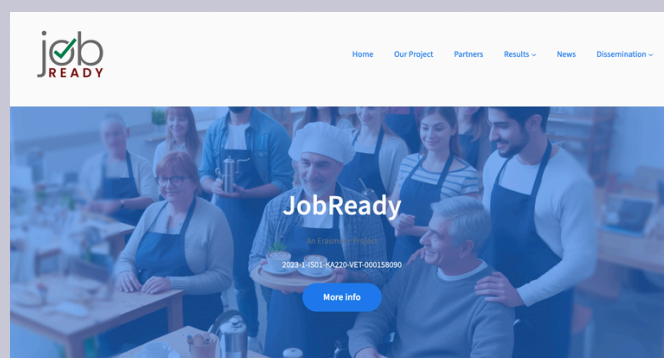 job
READY
Home
Our Project
Partners
Results
News
Dissemination
JobReady
An Erasmus+ Project
2023-1-IS01-KA220-VET-000158090
More info